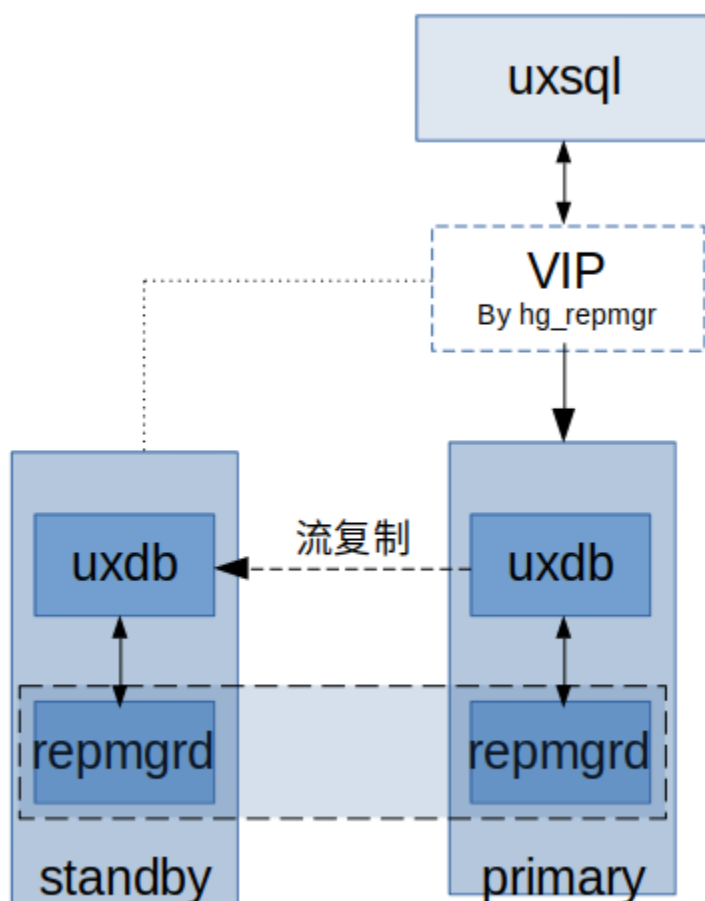 uxsql
VIP
By hg_repmgr
流复制
uxdb
uxdb
repmgrd
repmgrd
standby
primary